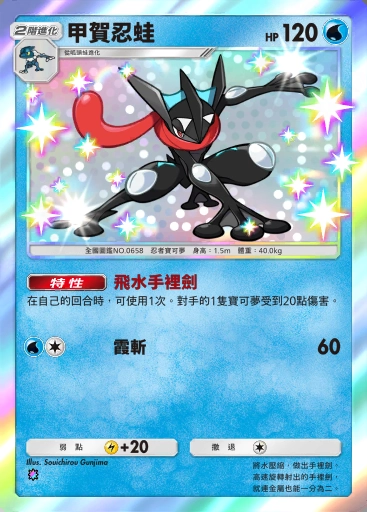 2階進化
甲賀忍蛙
HP 120
從呱頭蛙進化
全國圖鑑NO.0658 忍者寶可夢 身高：1.5m 體重：40.0kg
特性 飛水手裡劍
在自己的回合時，可使用1次。對手的1隻寶可夢受到20點傷害。
霞斬 60
弱點 +20 撤退
Illus. Souichirou Gunjima
將水壓縮，做出手裡劍。
高速旋轉射出的手裡劍，
就連金屬也能一分為二。